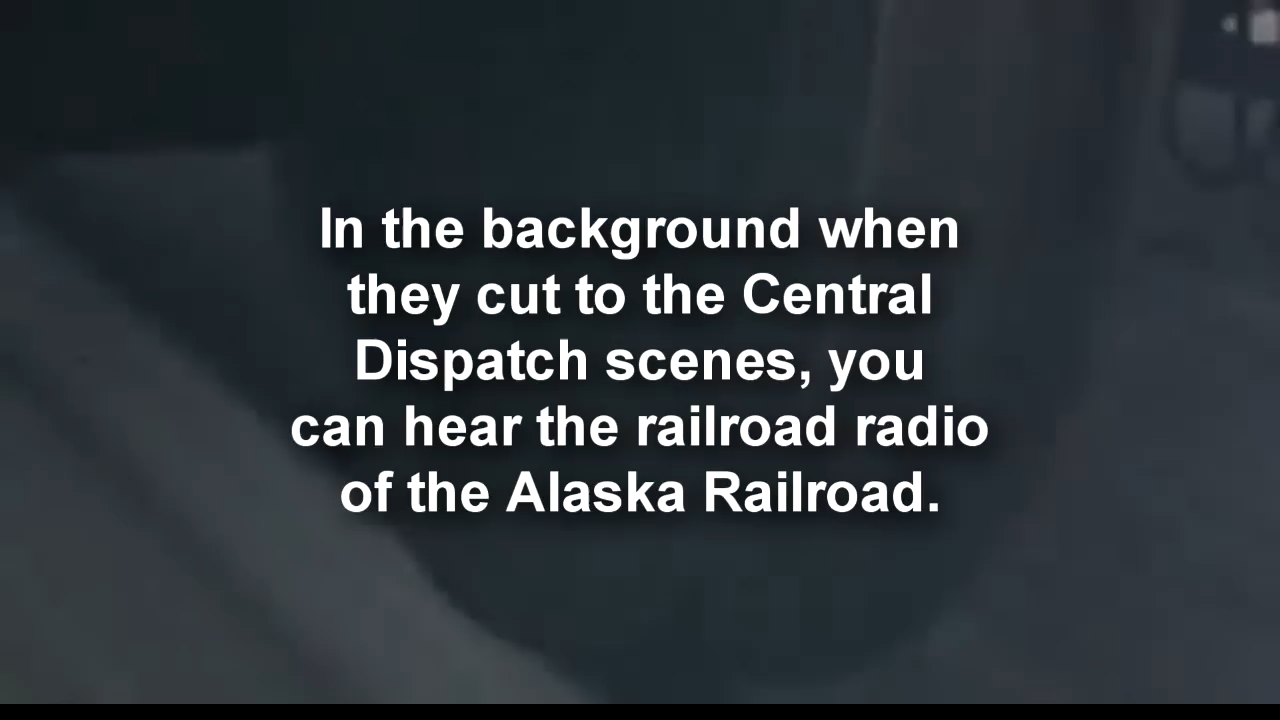 In the background when
they cut to the Central
Dispatch scenes, you
can hear the railroad radio
of the Alaska Railroad.